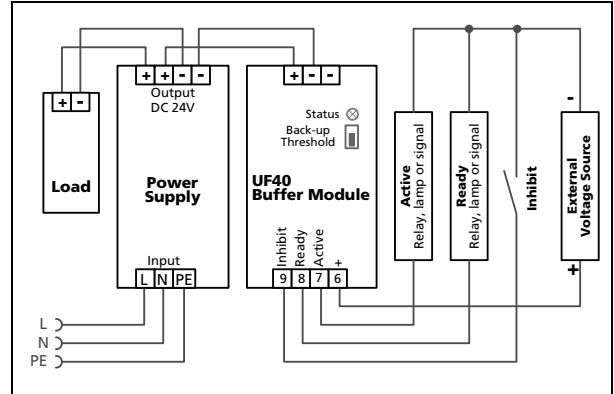 + -
Load
+ + - -
Output
DC 24V
Power
Supply
Input
L N PE
L
N
PE
+ - -
Status
Back-up
Threshold
UF40
Buffer Module
Inhibit
Ready
Active
+
9 8 7 6
Active
Relay, lamp or signal
Ready
Relay, lamp or signal
Inhibit
-
External
Voltage Source
+